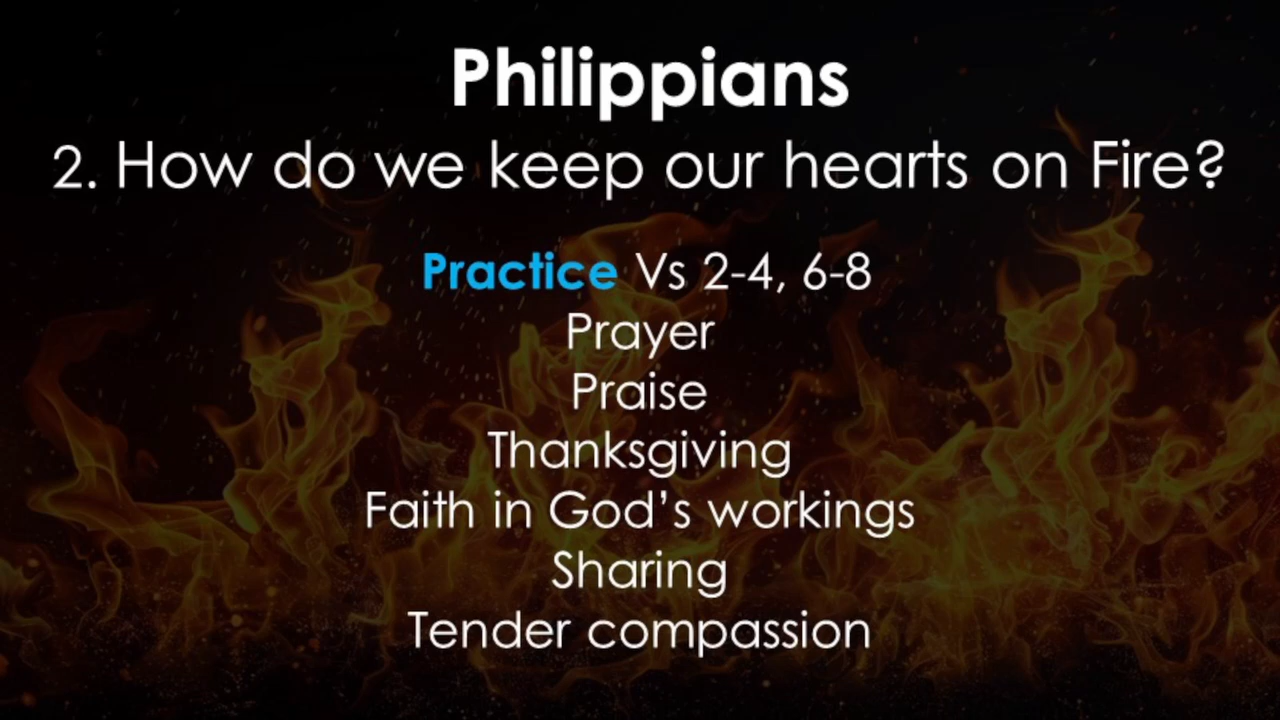 Philippians
2. How do we keep our hearts on Fire?
Practice Vs 2-4, 6-8
Prayer
Praise
Thanksgiving
Faith in God’s workings
Sharing
Tender compassion